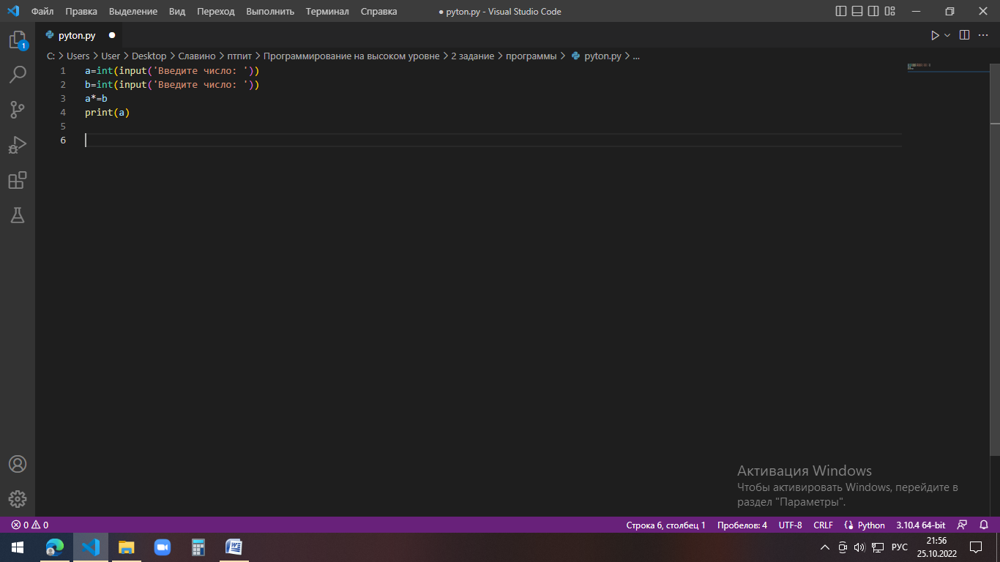 Файл Правка Выделение Вид Переход Выполнить Терминал Справка ● pyton.py - Visual Studio Code
pyton.py
C: > Users > User > Desktop > Славино > птпит > Программирование на высоком уровне > 2 задание > программы > pyton.py > ...
1 a=int(input('Введите число: '))
2 b=int(input('Введите число: '))
3 a*=b
4 print(a)
5
6
1
Активация Windows
Чтобы активировать Windows, перейдите в
раздел "Параметры".
0 0 Строка 6, столбец 1 Пробелов: 4 UTF-8 CRLF Python 3.10.4 64-bit
РУС 21:56
25.10.2022